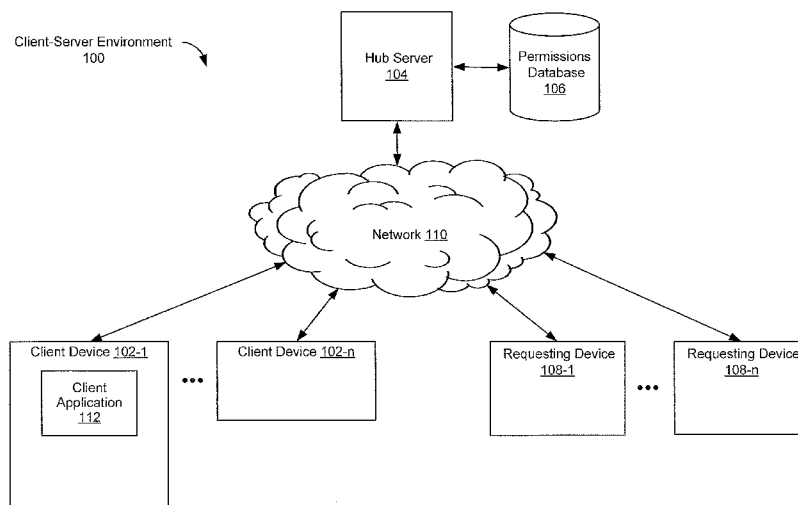 Client-Server Environment
100
Hub Server
104
Permissions
Database
106
Network 110
Client Device 102-1
Client
Application
112
•••
Client Device 102-n
Requesting Device
108-1
•••
Requesting Device
108-n